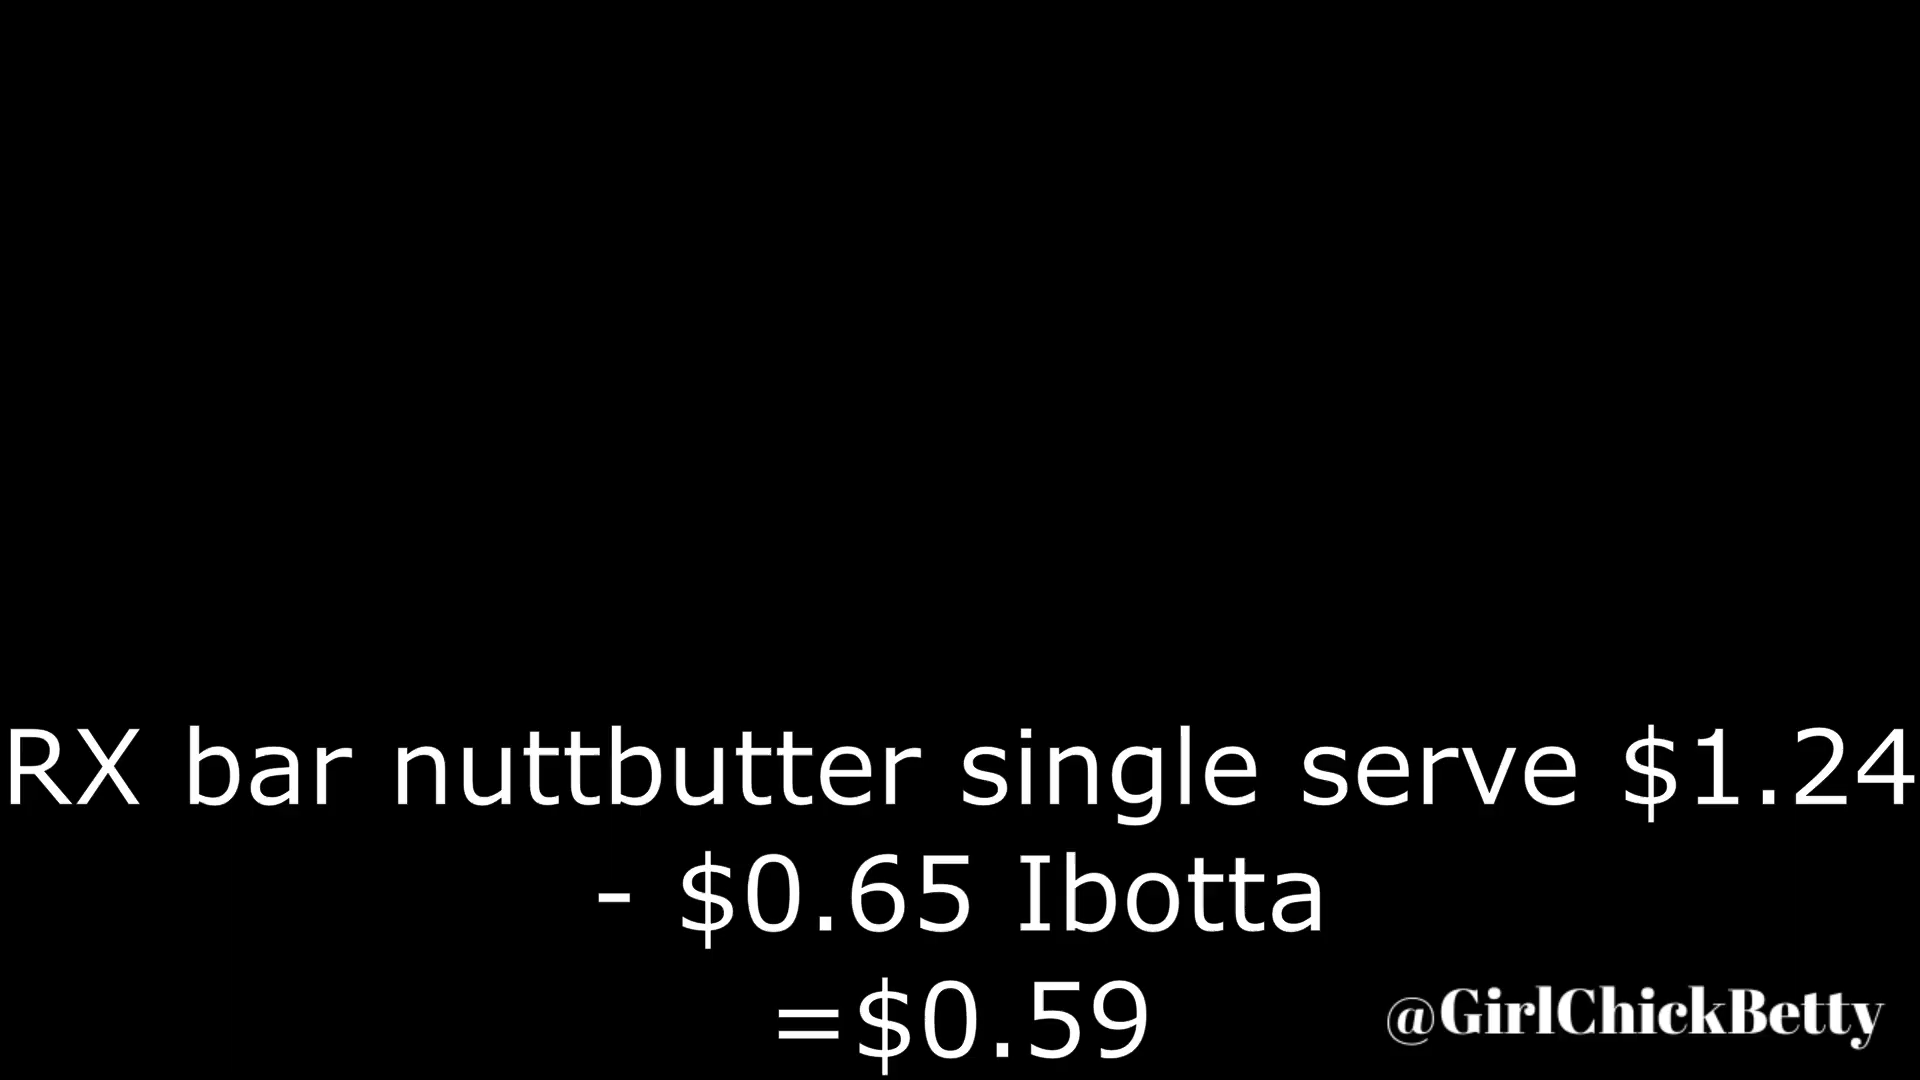 RX bar nuttbutter single serve $1.24
- $0.65 Ibotta
=$0.59
@GirlChickBetty